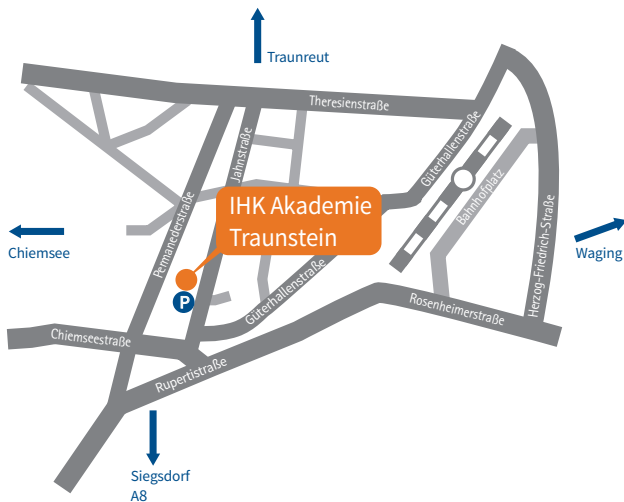 Traunreut
Theresienstraße
Jahnstraße
Güterhallenstraße
Bahnhofplatz
IHK Akademie
Traunstein
Permanederstraße
Chiemsee
Waging
Herzog-Friedrich-Straße
Güterhallenstraße
P
Rosenheimerstraße
Chiemseestraße
Rupertistraße
Siegsdorf
A8